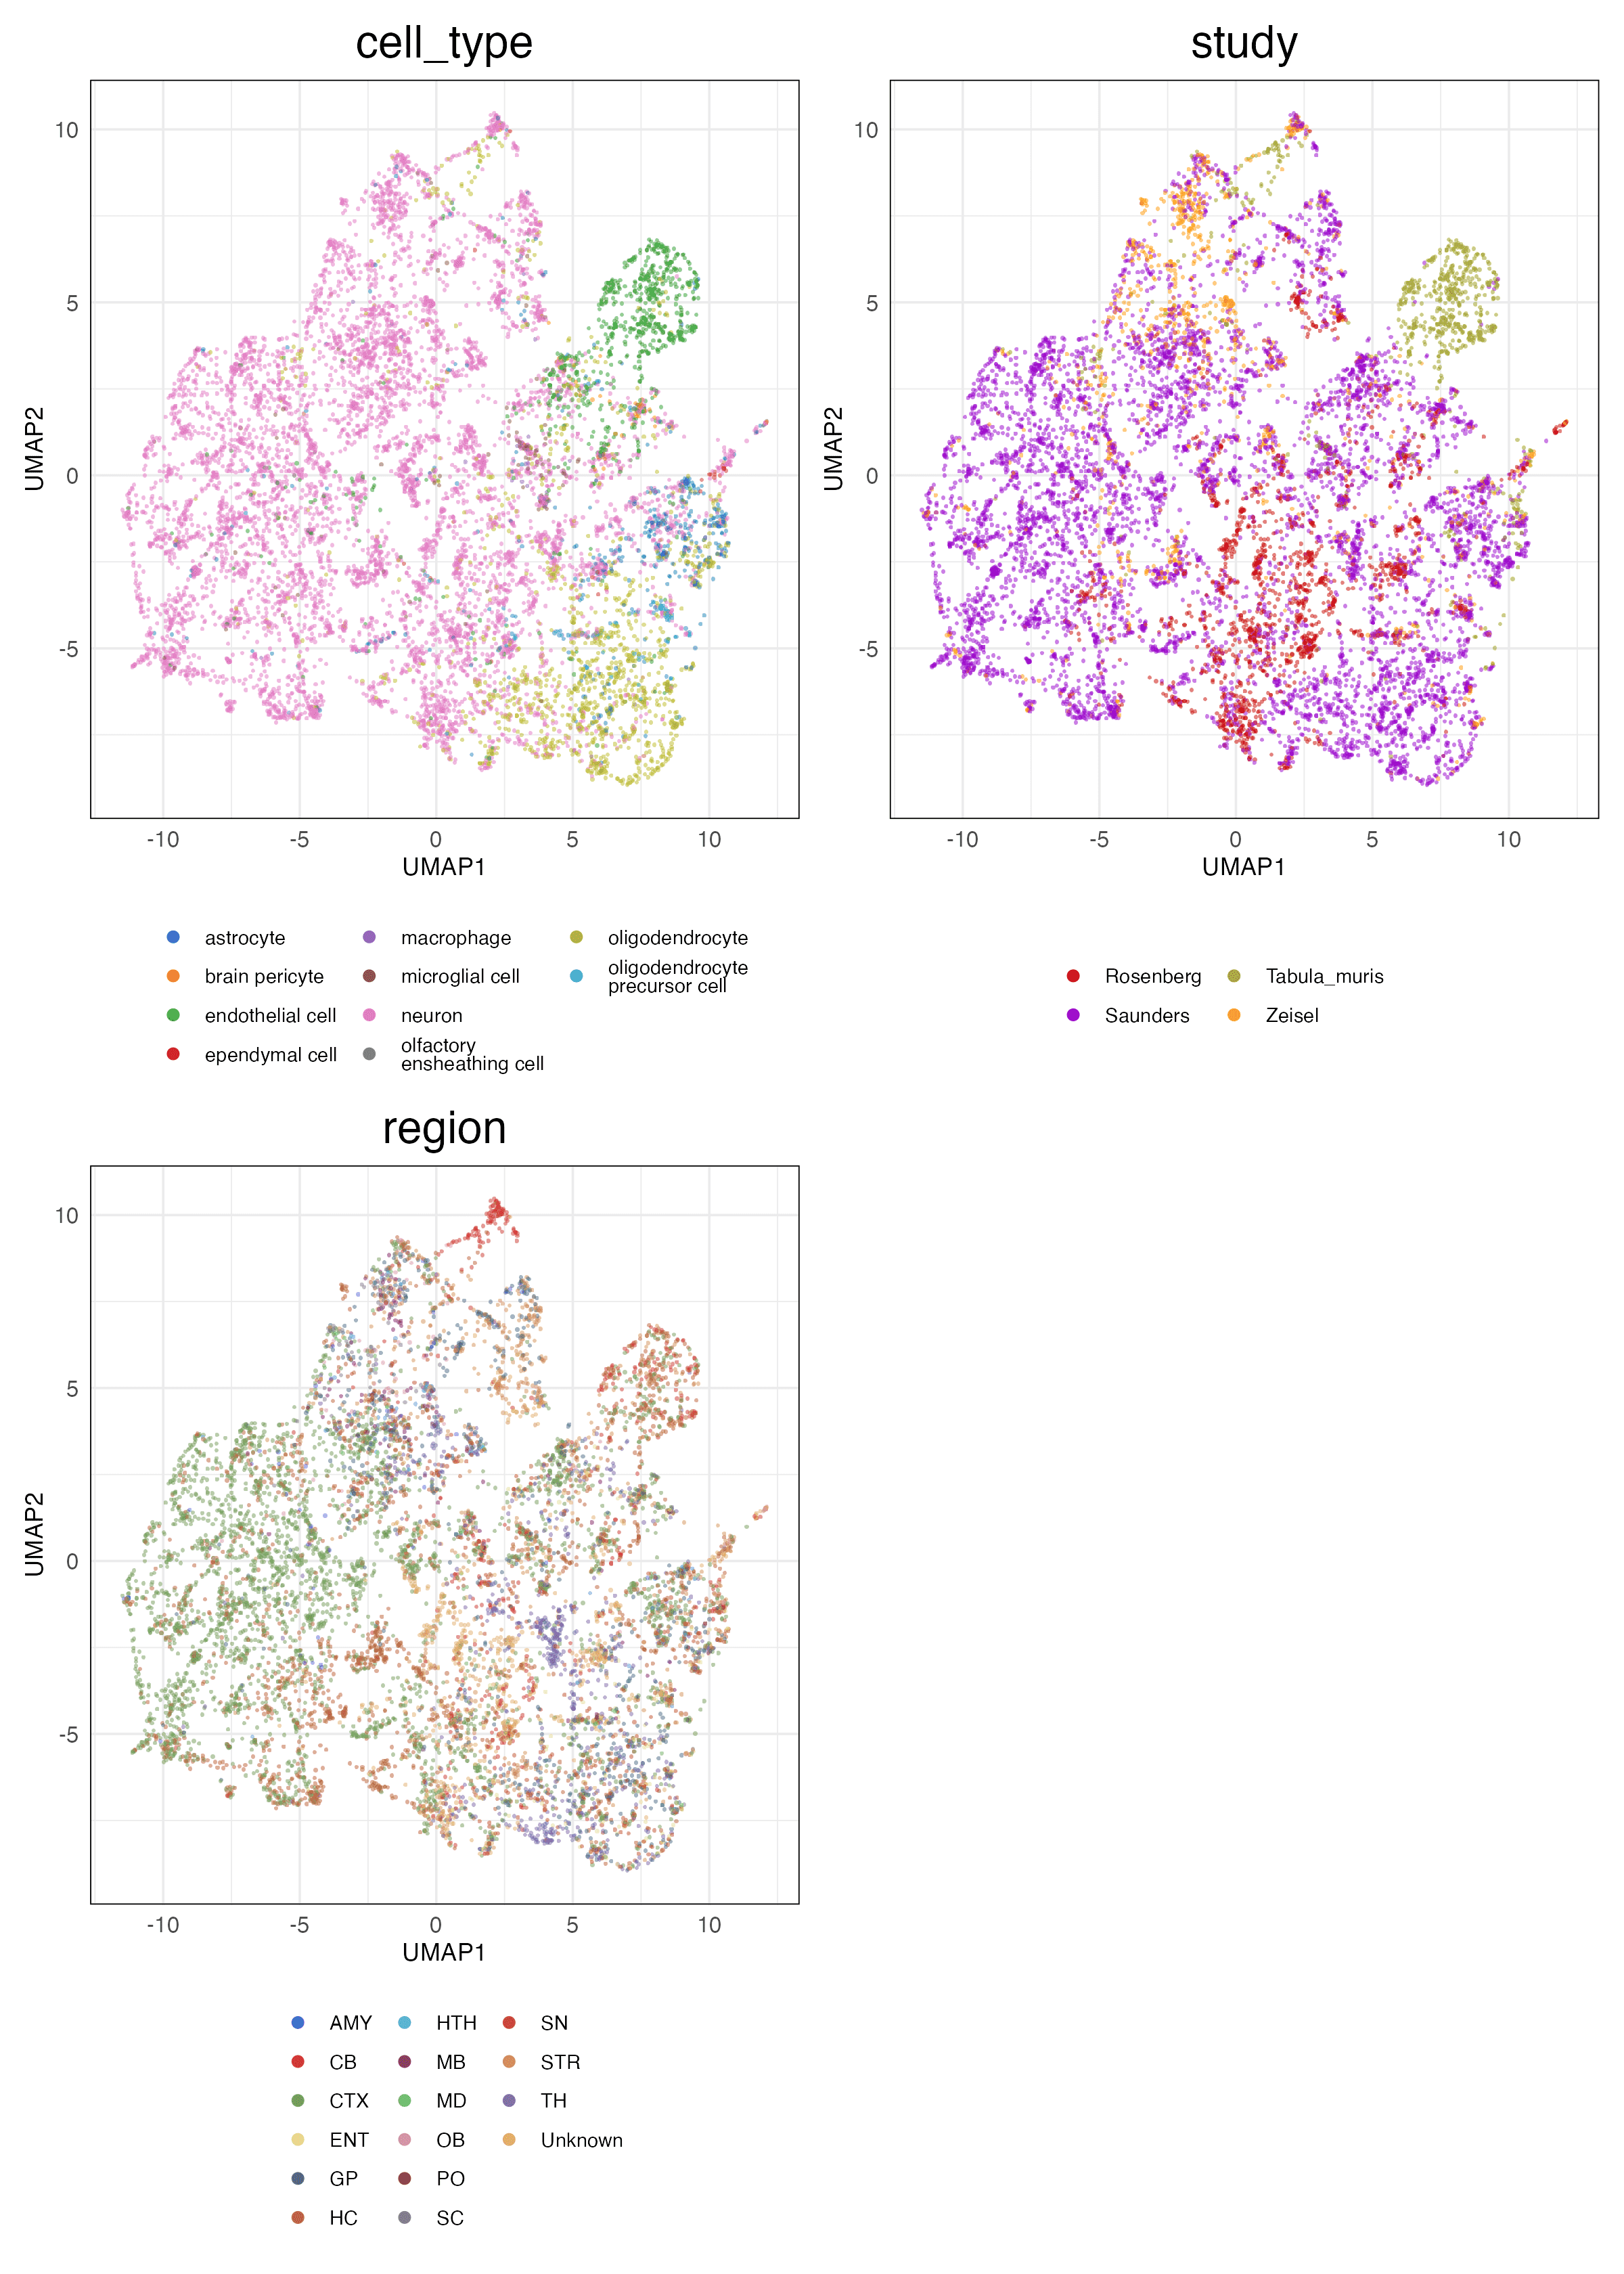 cell_type
10
5
0
-5
UMAP2
-10 -5 0 5 10
UMAP1
astrocyte
brain pericyte
endothelial cell
ependymal cell
macrophage
microglial cell
neuron
olfactory
ensheathing cell
oligodendrocyte
oligodendrocyte
precursor cell
study
10
5
0
-5
UMAP2
-10 -5 0 5 10
UMAP1
Rosenberg
Saunders
Tabula_muris
Zeisel
region
10
5
0
-5
UMAP2
-10 -5 0 5 10
UMAP1
AMY
CB
CTX
ENT
GP
HC
HTH
MB
MD
OB
PO
SC
SN
STR
TH
Unknown